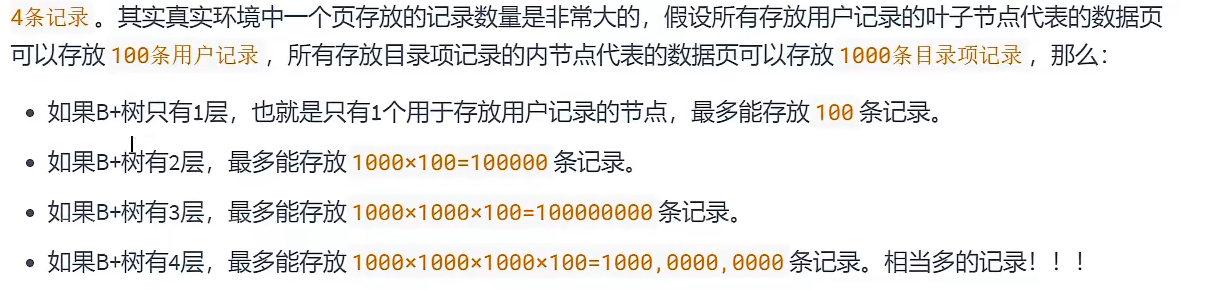 4条记录 。其实真实环境中一个页存放的记录数量是非常大的，假设所有存放用户记录的叶子节点代表的数据页
可以存放 100条用户记录 ，所有存放目录项记录的内节点代表的数据页可以存放 1000条目录项记录 ，那么：
• 如果B+树只有1层，也就是只有1个用于存放用户记录的节点，最多能存放 100 条记录。
• 如果B+树有2层，最多能存放 1000×100=100000 条记录。
• 如果B+树有3层，最多能存放 1000×1000×100=100000000 条记录。
• 如果B+树有4层，最多能存放 1000×1000×1000×100=1000,0000,0000 条记录。相当多的记录！！！